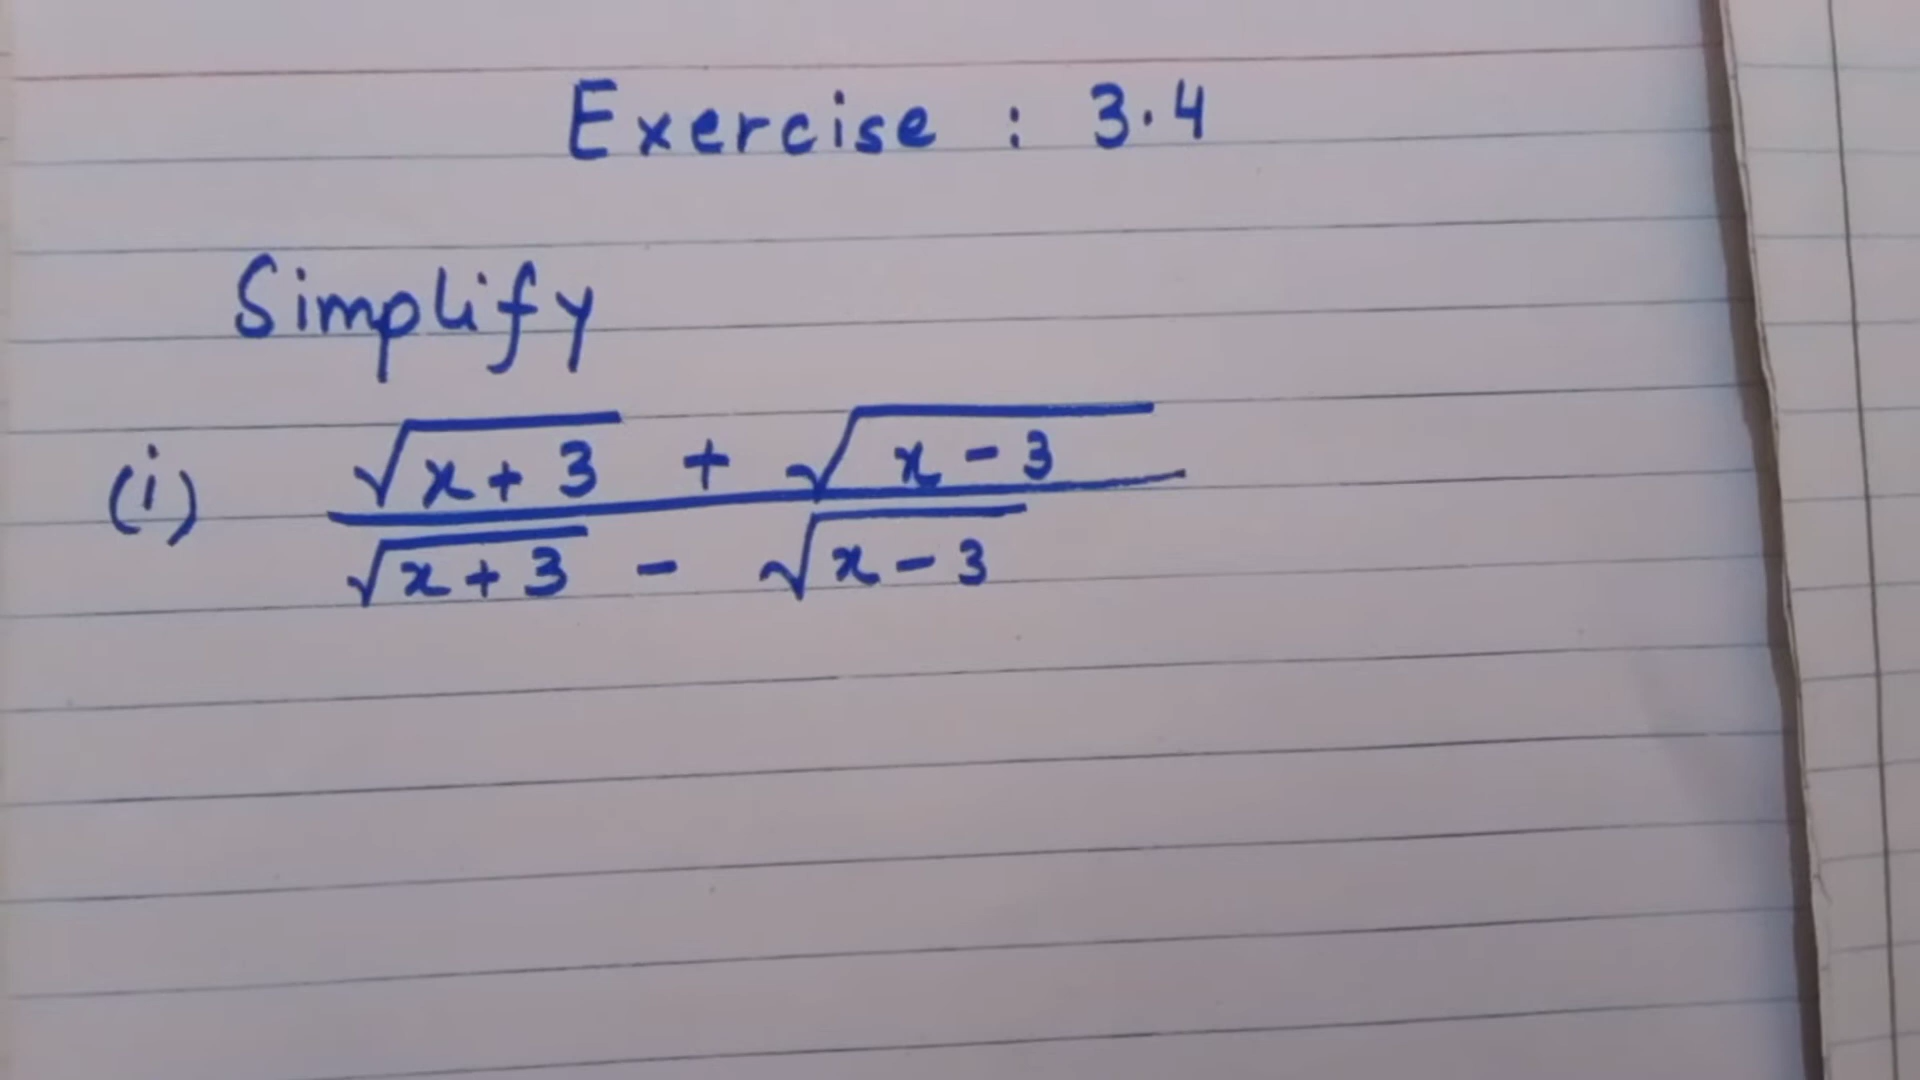 Exercise : 3.4
Simplify
(i) √(x + 3) + √(x - 3)
√(x + 3) - √(x - 3)